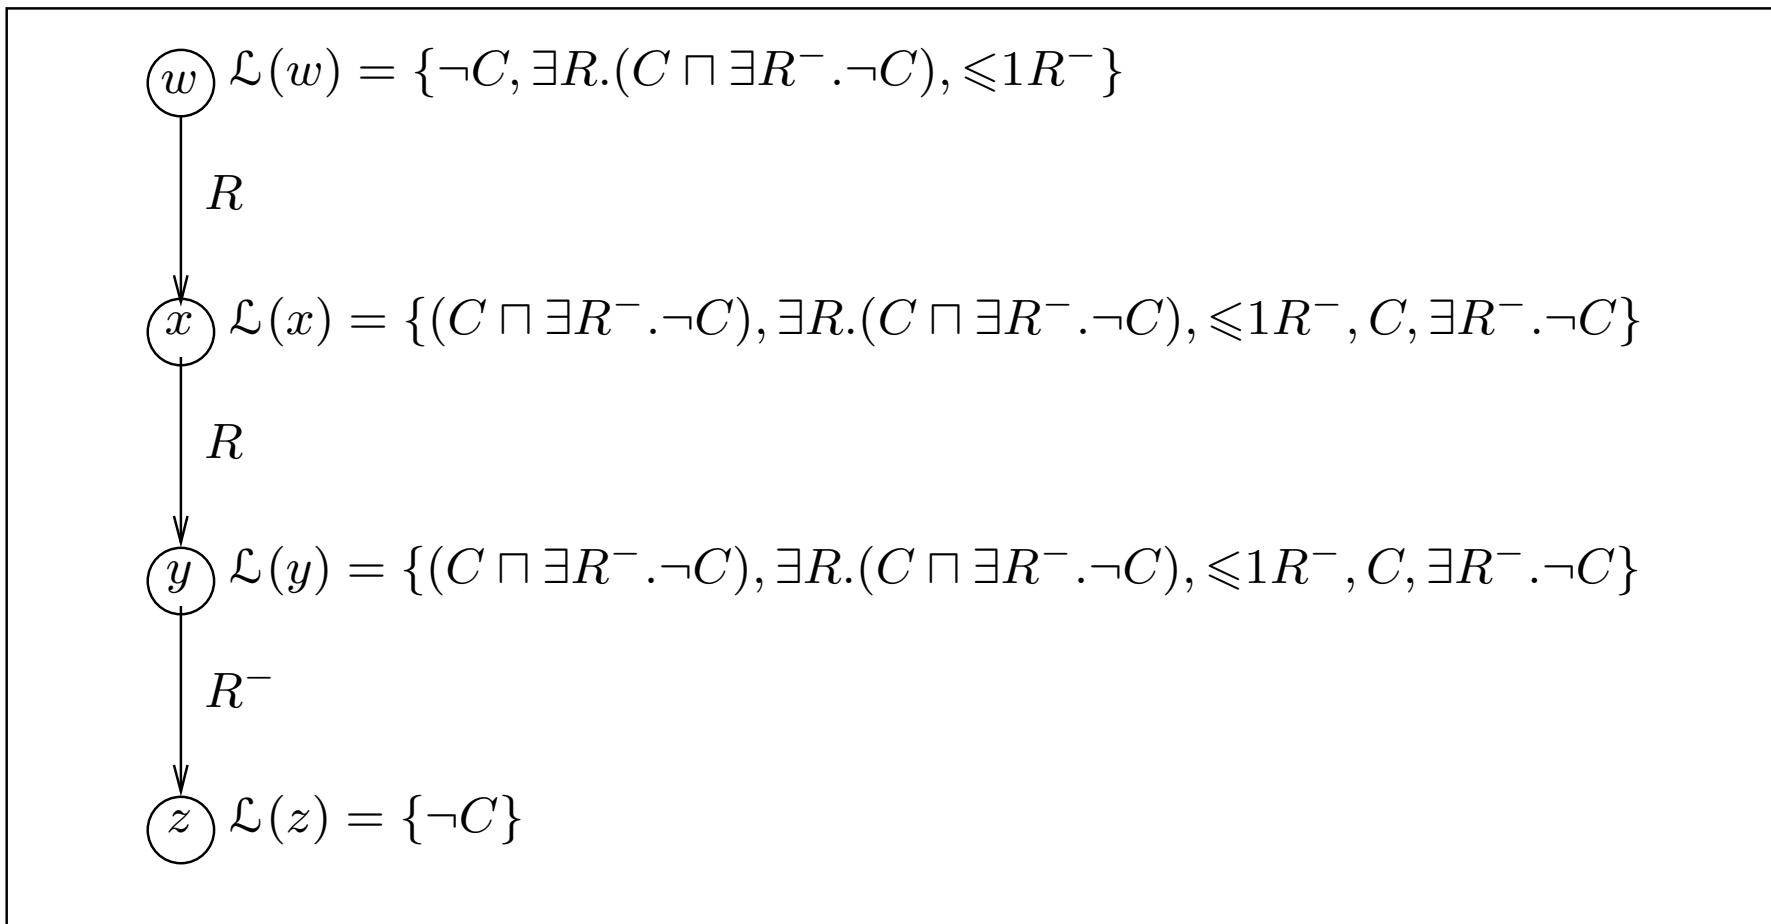 w ℒ(w) = {¬C, ∃R.(C ⊓ ∃R⁻.¬C), ⩽1R⁻}
R
x ℒ(x) = {(C ⊓ ∃R⁻.¬C), ∃R.(C ⊓ ∃R⁻.¬C), ⩽1R⁻, C, ∃R⁻.¬C}
R
y ℒ(y) = {(C ⊓ ∃R⁻.¬C), ∃R.(C ⊓ ∃R⁻.¬C), ⩽1R⁻, C, ∃R⁻.¬C}
R⁻
z ℒ(z) = {¬C}